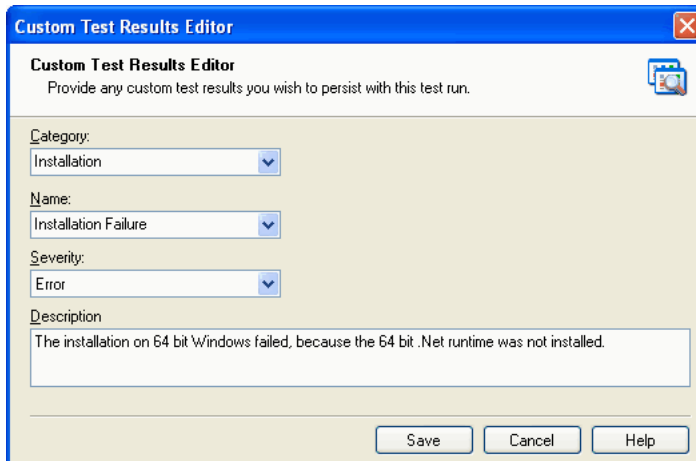 Custom Test Results Editor
Custom Test Results Editor
Provide any custom test results you wish to persist with this test run.
Category:
Installation
Name:
Installation Failure
Severity:
Error
Description
The installation on 64 bit Windows failed, because the 64 bit .Net runtime was not installed.
Save Cancel Help